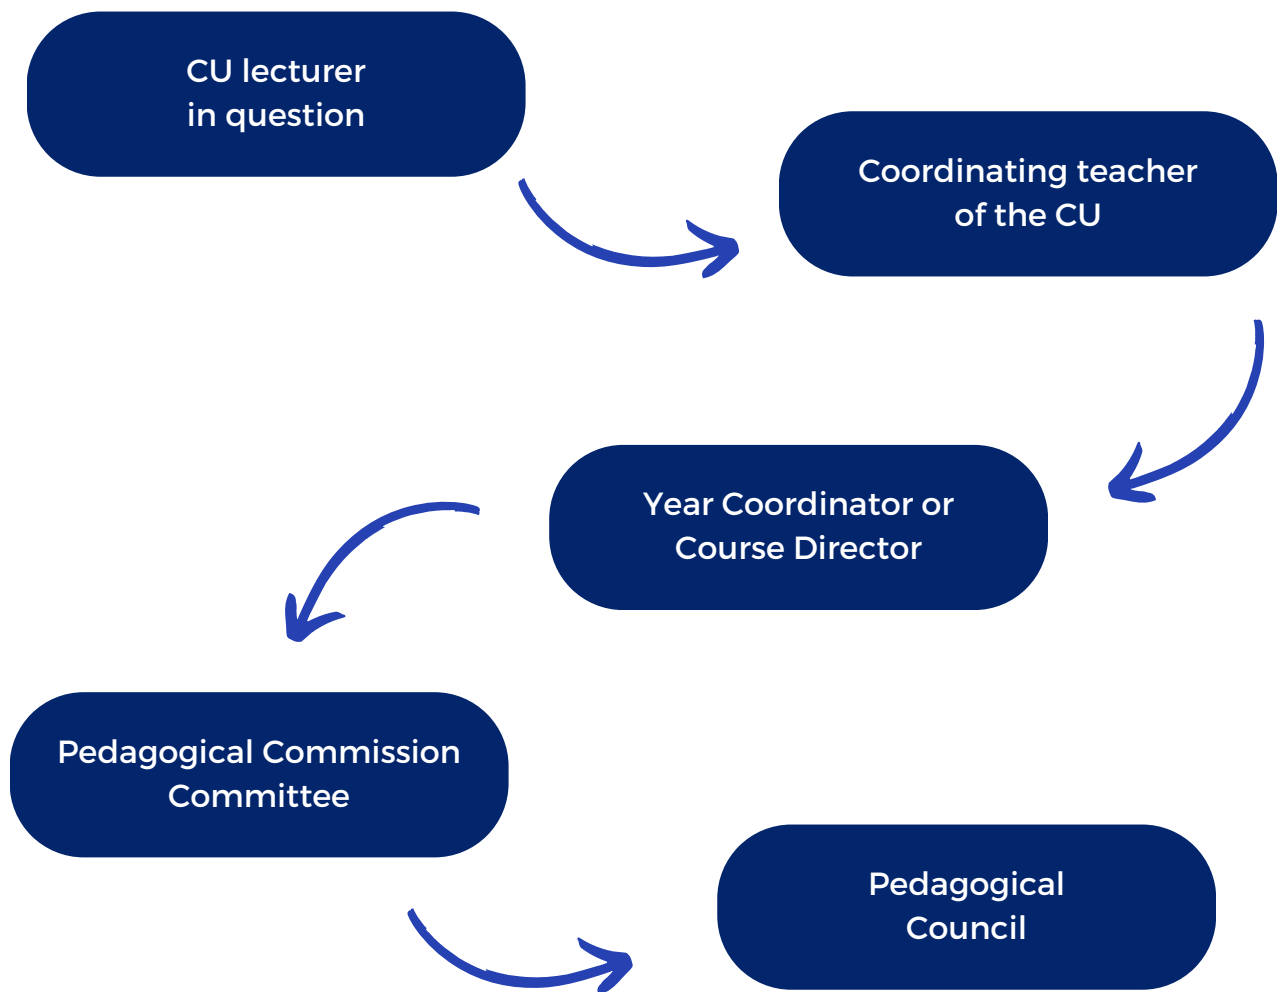 CU lecturer
in question
Coordinating teacher
of the CU
Year Coordinator or
Course Director
Pedagogical Commission
Committee
Pedagogical
Council